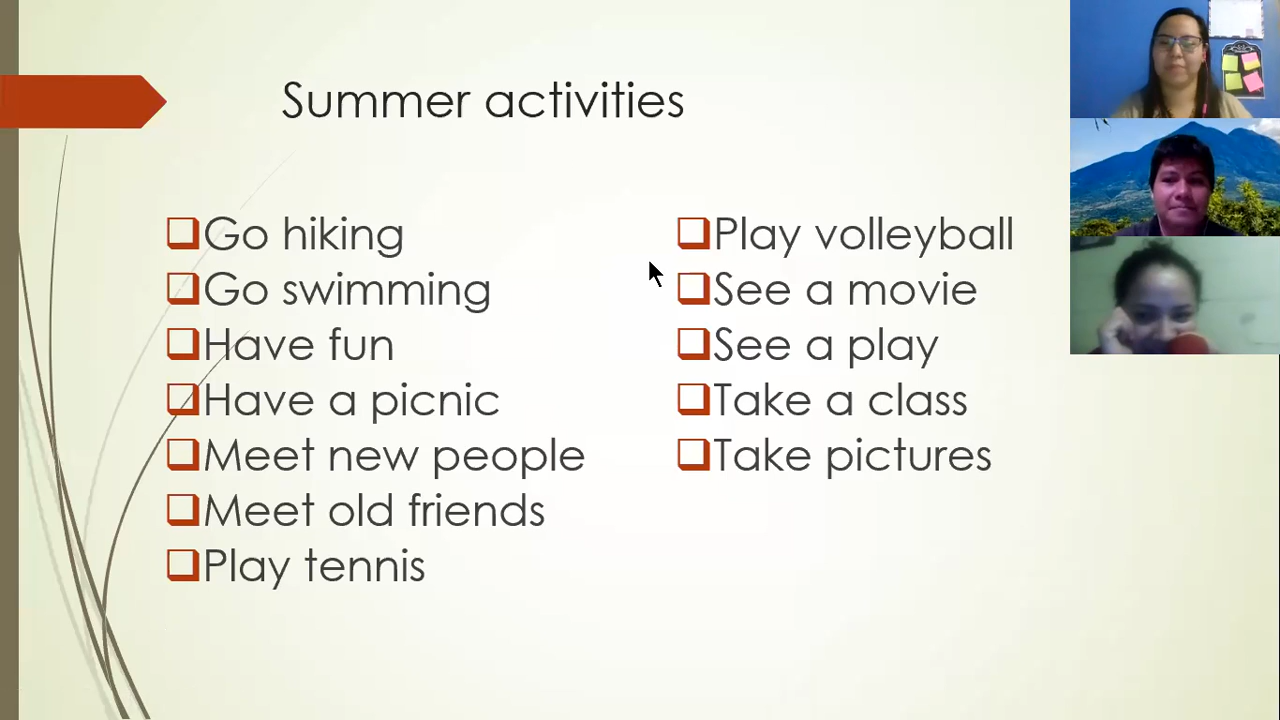 Summer activities
Go hiking
Go swimming
Have fun
Have a picnic
Meet new people
Meet old friends
Play tennis
Play volleyball
See a movie
See a play
Take a class
Take pictures